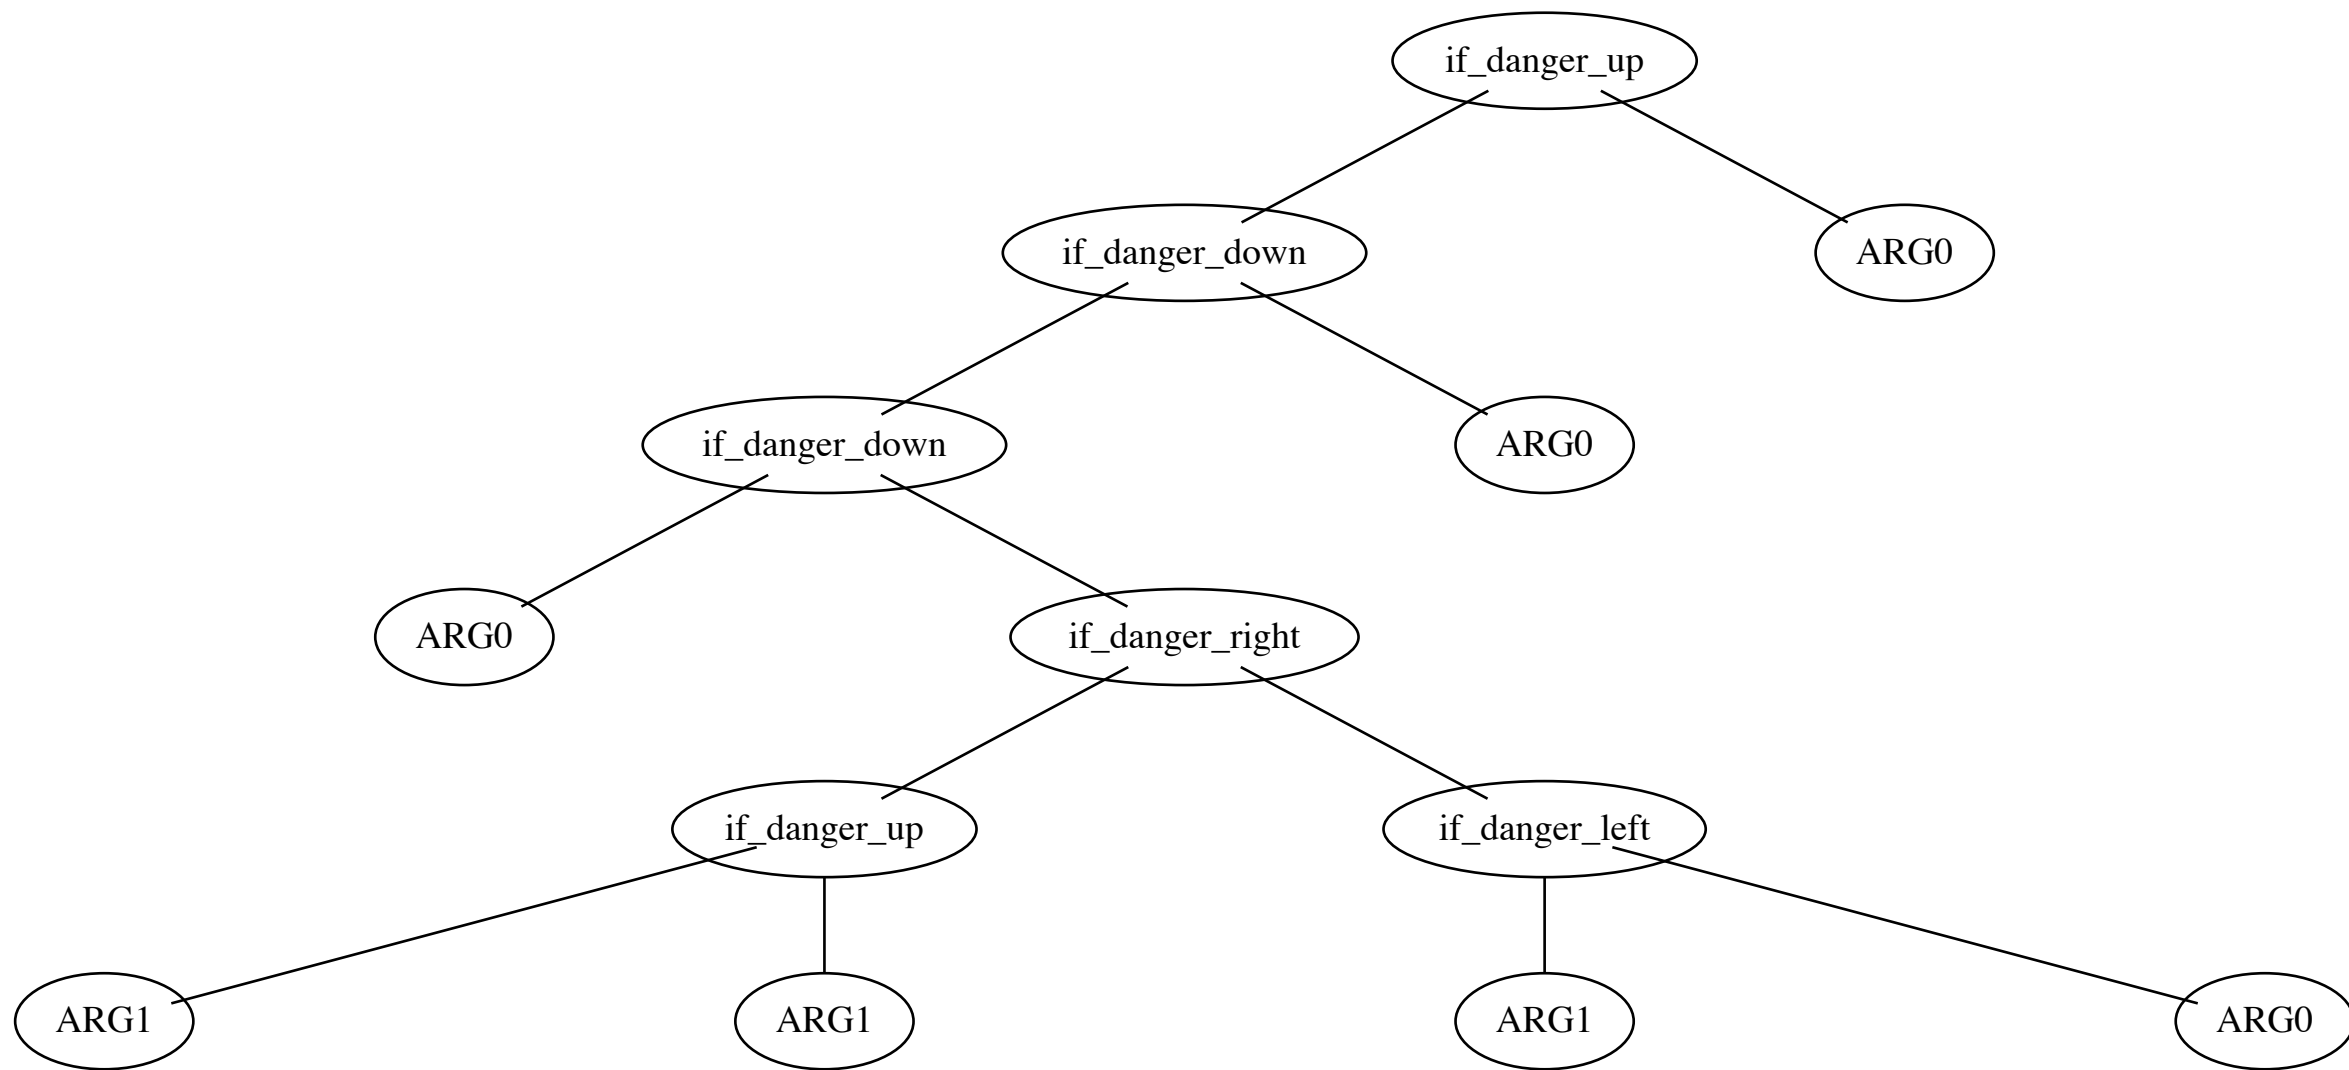 if_danger_up
if_danger_down
ARG0
if_danger_down
ARG0
ARG0
if_danger_right
if_danger_up
if_danger_left
ARG1
ARG1
ARG1
ARG0